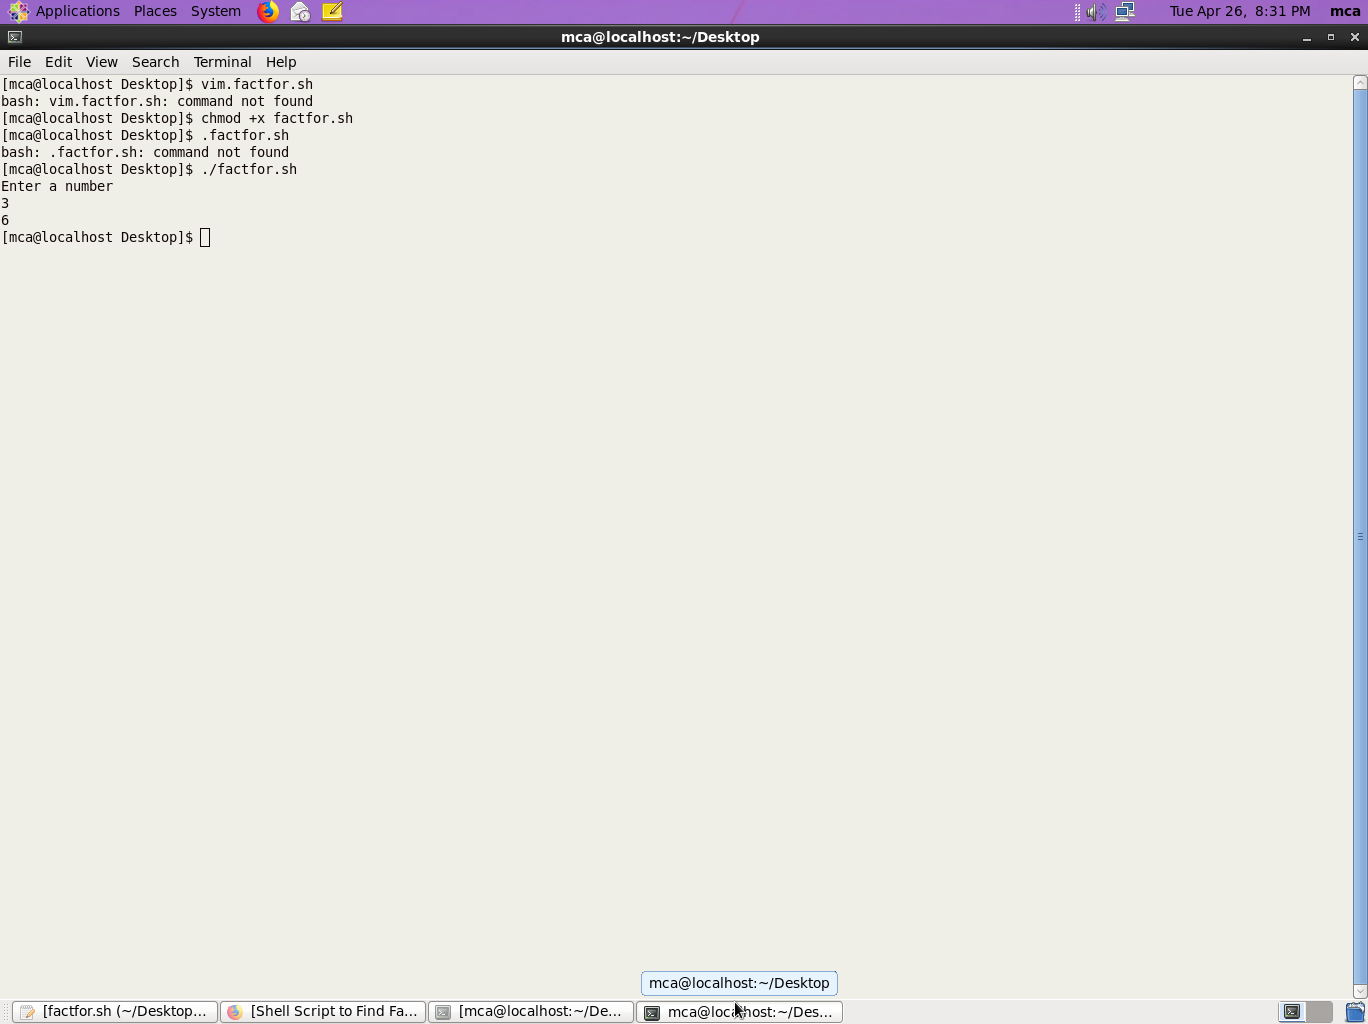 Applications Places System Tue Apr 26, 8:31 PM mca
mca@localhost:~/Desktop
File Edit View Search Terminal Help
[mca@localhost Desktop]$ vim.factfor.sh
bash: vim.factfor.sh: command not found
[mca@localhost Desktop]$ chmod +x factfor.sh
[mca@localhost Desktop]$ .factfor.sh
bash: .factfor.sh: command not found
[mca@localhost Desktop]$ ./factfor.sh
Enter a number
3
6
[mca@localhost Desktop]$
mca@localhost:~/Desktop
[factfor.sh (~/Desktop... [Shell Script to Find Fa... [mca@localhost:~/De... mca@localhost:~/Des...